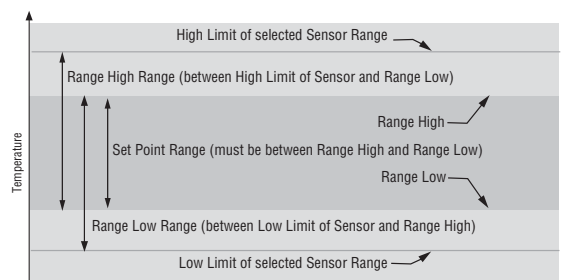 High Limit of selected Sensor Range
Range High Range (between High Limit of Sensor and Range Low)
Range High
Set Point Range (must be between Range High and Range Low)
Range Low
Range Low Range (between Low Limit of Sensor and Range High)
Low Limit of selected Sensor Range
Temperature